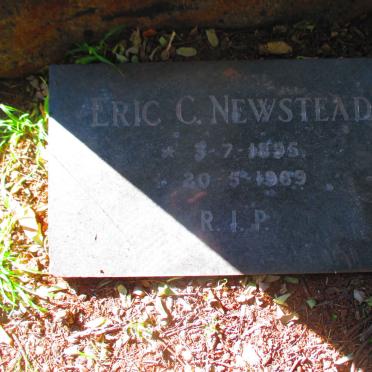 ERIC C. NEWSTEAD
* 3-7-1895
20-5-1969
R.I.P.